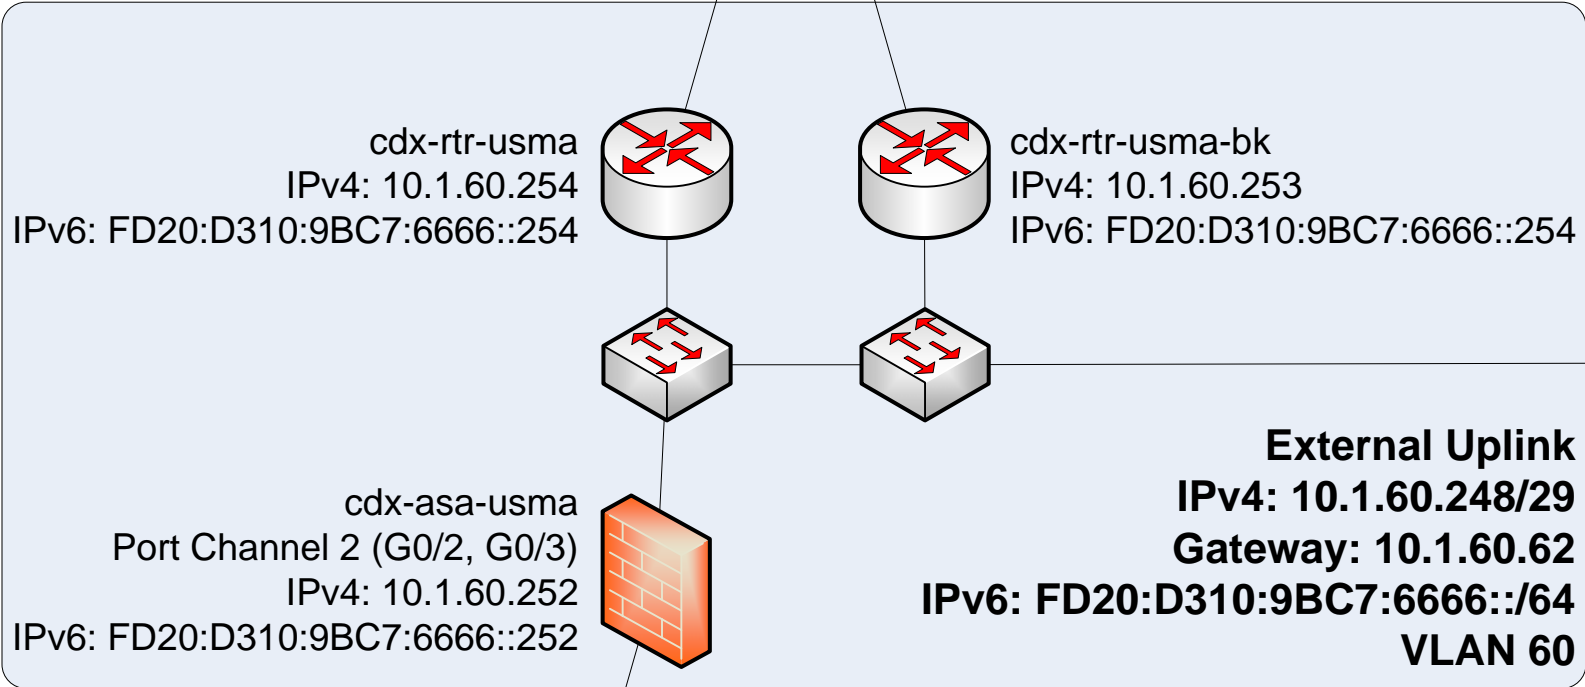 cdx-rtr-usma
IPv4: 10.1.60.254
IPv6: FD20:D310:9BC7:6666::254
cdx-rtr-usma-bk
IPv4: 10.1.60.253
IPv6: FD20:D310:9BC7:6666::254
cdx-asa-usma
Port Channel 2 (G0/2, G0/3)
IPv4: 10.1.60.252
IPv6: FD20:D310:9BC7:6666::252
External Uplink
IPv4: 10.1.60.248/29
Gateway: 10.1.60.62
IPv6: FD20:D310:9BC7:6666::/64
VLAN 60